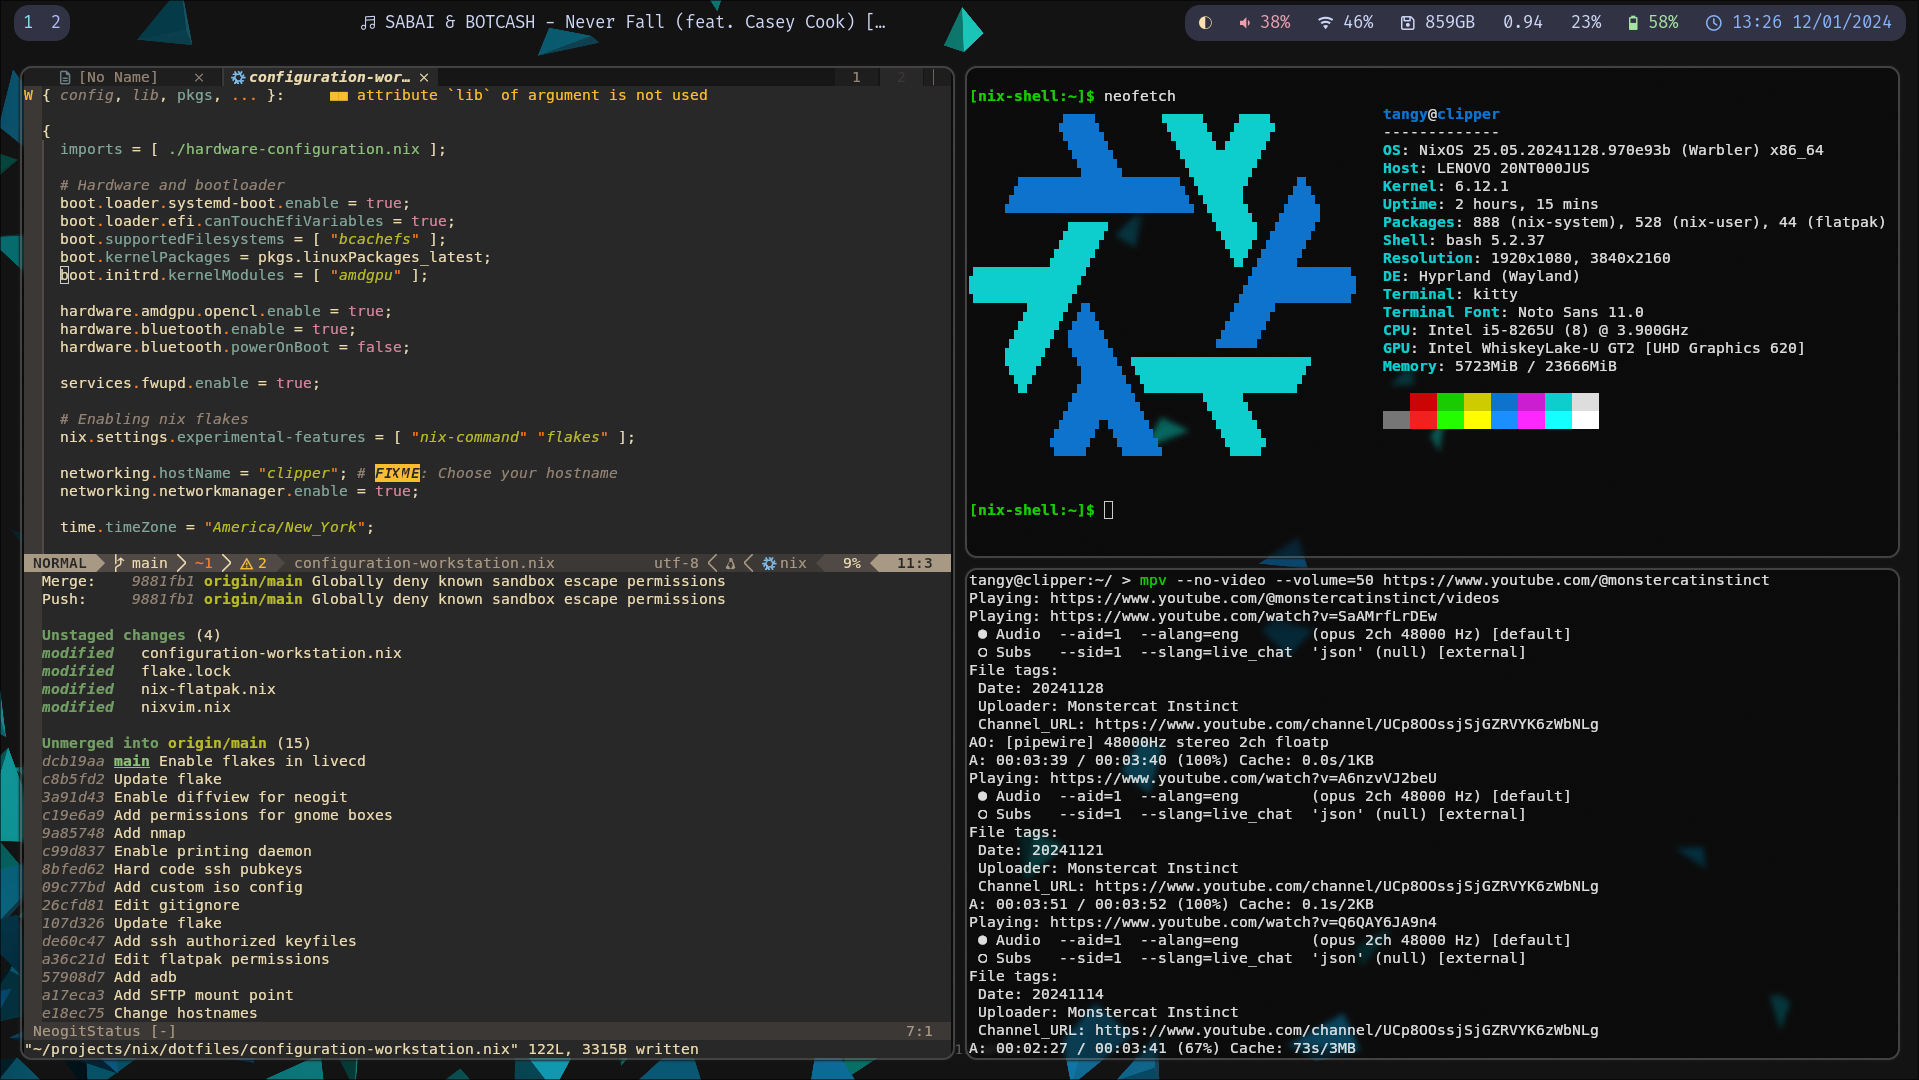 1 2
SABAI & BOTCASH – Never Fall (feat. Casey Cook) […
38% 46% 859GB 0.94 23% 58% 13:26 12/01/2024
[No Name] × configuration-wor… × 1 2
W { config, lib, pkgs, ... }: ■■ attribute `lib` of argument is not used
{
imports = [ ./hardware-configuration.nix ];
# Hardware and bootloader
boot.loader.systemd-boot.enable = true;
boot.loader.efi.canTouchEfiVariables = true;
boot.supportedFilesystems = [ "bcachefs" ];
boot.kernelPackages = pkgs.linuxPackages_latest;
boot.initrd.kernelModules = [ "amdgpu" ];
hardware.amdgpu.opencl.enable = true;
hardware.bluetooth.enable = true;
hardware.bluetooth.powerOnBoot = false;
services.fwupd.enable = true;
# Enabling nix flakes
nix.settings.experimental-features = [ "nix-command" "flakes" ];
networking.hostName = "clipper"; # FIXME: Choose your hostname
networking.networkmanager.enable = true;
time.timeZone = "America/New_York";
NORMAL main ~1 2 configuration-workstation.nix utf-8 nix 9% 11:3
Merge: 9881fb1 origin/main Globally deny known sandbox escape permissions
Push: 9881fb1 origin/main Globally deny known sandbox escape permissions
Unstaged changes (4)
modified configuration-workstation.nix
modified flake.lock
modified nix-flatpak.nix
modified nixvim.nix
Unmerged into origin/main (15)
dcb19aa main Enable flakes in livecd
c8b5fd2 Update flake
3a91d43 Enable diffview for neogit
c19e6a9 Add permissions for gnome boxes
9a85748 Add nmap
c99d837 Enable printing daemon
8bfed62 Hard code ssh pubkeys
09c77bd Add custom iso config
26cfd81 Edit gitignore
107d326 Update flake
de60c47 Add ssh authorized keyfiles
a36c21d Edit flatpak permissions
57908d7 Add adb
a17eca3 Add SFTP mount point
e18ec75 Change hostnames
NeogitStatus [-] 7:1
"~/projects/nix/dotfiles/configuration-workstation.nix" 122L, 3315B written
[nix-shell:~]$ neofetch
tangy@clipper
-------------
OS: NixOS 25.05.20241128.970e93b (Warbler) x86_64
Host: LENOVO 20NT000JUS
Kernel: 6.12.1
Uptime: 2 hours, 15 mins
Packages: 888 (nix-system), 528 (nix-user), 44 (flatpak)
Shell: bash 5.2.37
Resolution: 1920x1080, 3840x2160
DE: Hyprland (Wayland)
Terminal: kitty
Terminal Font: Noto Sans 11.0
CPU: Intel i5-8265U (8) @ 3.900GHz
GPU: Intel WhiskeyLake-U GT2 [UHD Graphics 620]
Memory: 5723MiB / 23666MiB
[nix-shell:~]$
tangy@clipper:~/ > mpv --no-video --volume=50 https://www.youtube.com/@monstercatinstinct
Playing: https://www.youtube.com/@monstercatinstinct/videos
Playing: https://www.youtube.com/watch?v=SaAMrfLrDEw
● Audio --aid=1 --alang=eng (opus 2ch 48000 Hz) [default]
○ Subs --sid=1 --slang=live_chat 'json' (null) [external]
File tags:
Date: 20241128
Uploader: Monstercat Instinct
Channel_URL: https://www.youtube.com/channel/UCp8OOssjSjGZRVYK6zWbNLg
AO: [pipewire] 48000Hz stereo 2ch floatp
A: 00:03:39 / 00:03:40 (100%) Cache: 0.0s/1KB
Playing: https://www.youtube.com/watch?v=A6nzvVJ2beU
● Audio --aid=1 --alang=eng (opus 2ch 48000 Hz) [default]
○ Subs --sid=1 --slang=live_chat 'json' (null) [external]
File tags:
Date: 20241121
Uploader: Monstercat Instinct
Channel_URL: https://www.youtube.com/channel/UCp8OOssjSjGZRVYK6zWbNLg
A: 00:03:51 / 00:03:52 (100%) Cache: 0.1s/2KB
Playing: https://www.youtube.com/watch?v=Q6QAY6JA9n4
● Audio --aid=1 --alang=eng (opus 2ch 48000 Hz) [default]
○ Subs --sid=1 --slang=live_chat 'json' (null) [external]
File tags:
Date: 20241114
Uploader: Monstercat Instinct
Channel_URL: https://www.youtube.com/channel/UCp8OOssjSjGZRVYK6zWbNLg
A: 00:02:27 / 00:03:41 (67%) Cache: 73s/3MB